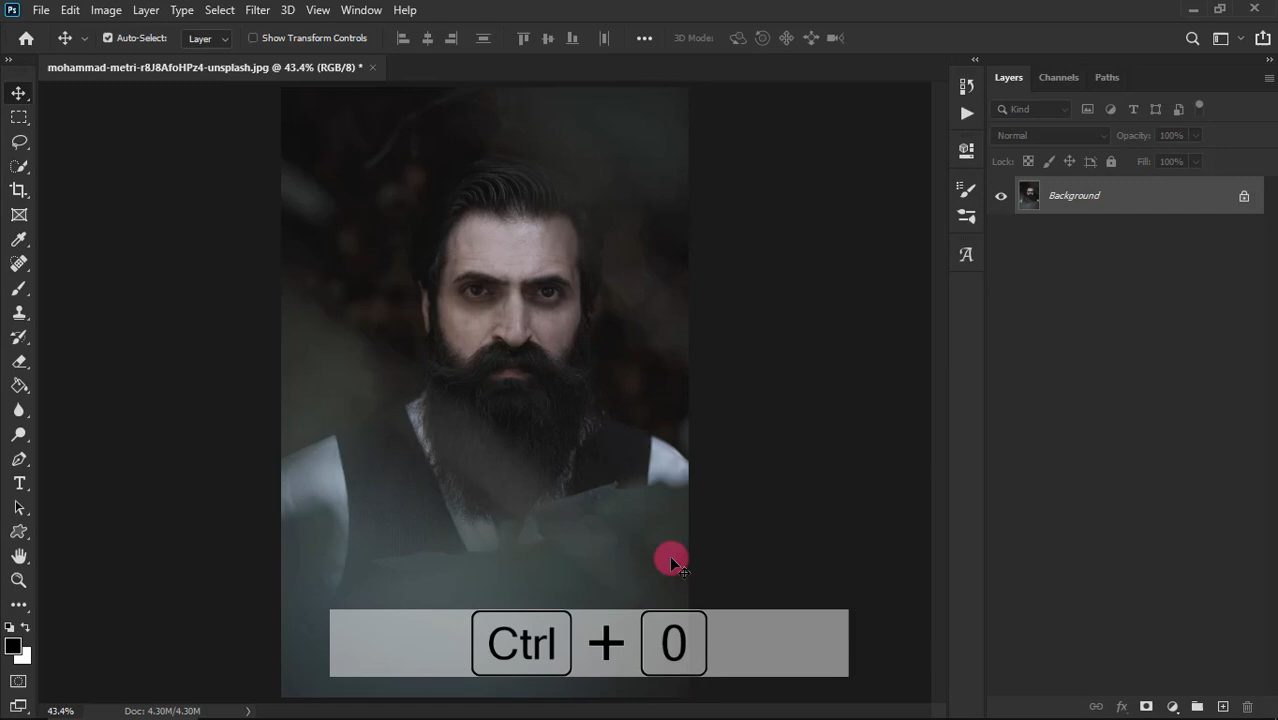 Ps File Edit Image Layer Type Select Filter 3D View Window Help
Auto-Select: Layer Show Transform Controls 3D Mode:
mohammad-metri-r8J8AfoHPz4-unsplash.jpg @ 43.4% (RGB/8) *
Layers Channels Paths
Kind
Normal Opacity: 100%
Lock: Fill: 100%
Background
Ctrl + 0
43.4% Doc: 4.30M/4.30M